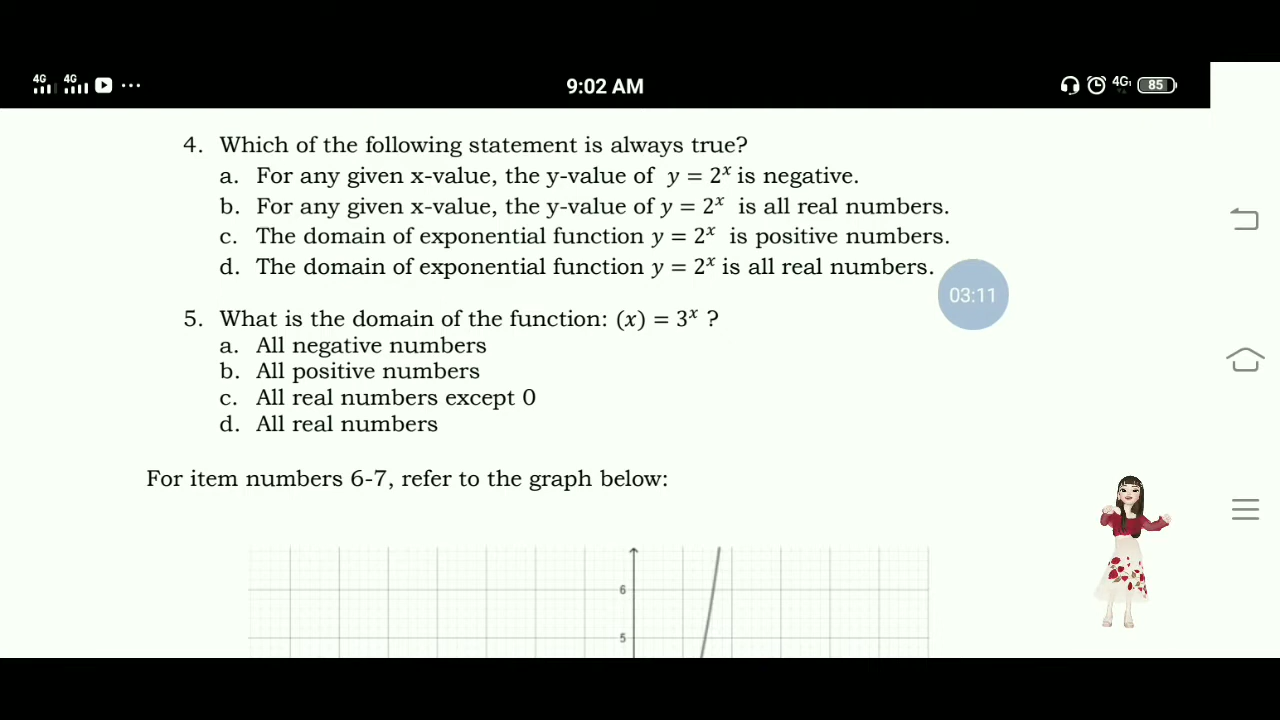 4G 4G ... 9:02 AM 4G 85
4. Which of the following statement is always true?
a. For any given x-value, the y-value of y = 2ˣ is negative.
b. For any given x-value, the y-value of y = 2ˣ is all real numbers.
c. The domain of exponential function y = 2ˣ is positive numbers.
d. The domain of exponential function y = 2ˣ is all real numbers.
03:11
5. What is the domain of the function: (x) = 3ˣ ?
a. All negative numbers
b. All positive numbers
c. All real numbers except 0
d. All real numbers
For item numbers 6-7, refer to the graph below:
6
5